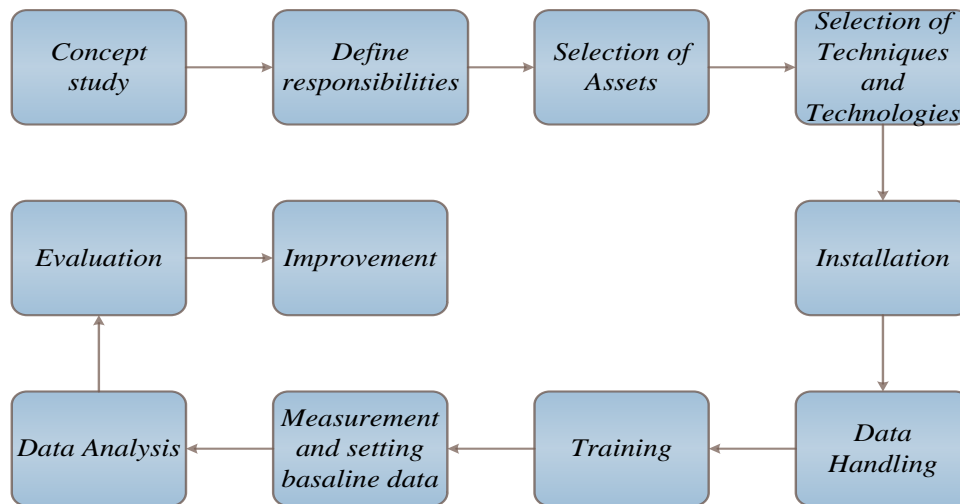 Concept
study
Define
responsibilities
Selection of
Assets
Selection of
Techniques
and
Technologies
Installation
Data
Handling
Training
Measurement
and setting
basaline data
Data Analysis
Evaluation
Improvement